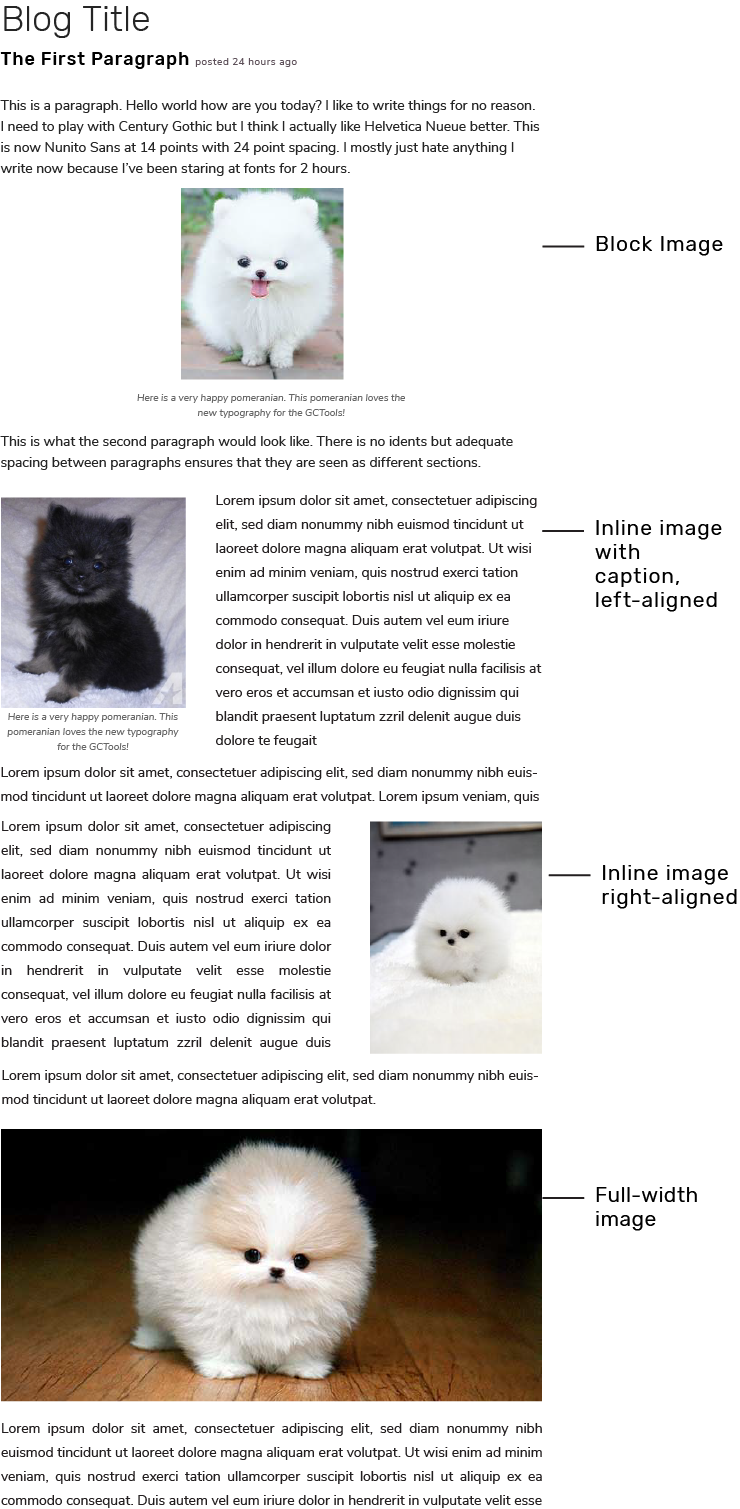 Blog Title
The First Paragraph posted 24 hours ago
This is a paragraph. Hello world how are you today? I like to write things for no reason.
I need to play with Century Gothic but I think I actually like Helvetica Nueue better. This
is now Nunito Sans at 14 points with 24 point spacing. I mostly just hate anything I
write now because I've been staring at fonts for 2 hours.
Block Image
Here is a very happy pomeranian. This pomeranian loves the
new typography for the GCTools!
This is what the second paragraph would look like. There is no idents but adequate
spacing between paragraphs ensures that they are seen as different sections.
Lorem ipsum dolor sit amet, consectetuer adipiscing
elit, sed diam nonummy nibh euismod tincidunt ut
laoreet dolore magna aliquam erat volutpat. Ut wisi
enim ad minim veniam, quis nostrud exerci tation
ullamcorper suscipit lobortis nisl ut aliquip ex ea
commodo consequat. Duis autem vel eum iriure
dolor in hendrerit in vulputate velit esse molestie
consequat, vel illum dolore eu feugiat nulla facilisis at
vero eros et accumsan et iusto odio dignissim qui
blandit praesent luptatum zzril delenit augue duis
dolore te feugait
Inline image
with
caption,
left-aligned
Here is a very happy pomeranian. This
pomeranian loves the new typography
for the GCTools!
Lorem ipsum dolor sit amet, consectetuer adipiscing elit, sed diam nonummy nibh euis-
mod tincidunt ut laoreet dolore magna aliquam erat volutpat. Lorem ipsum veniam, quis
Lorem ipsum dolor sit amet, consectetuer adipiscing
elit, sed diam nonummy nibh euismod tincidunt ut
laoreet dolore magna aliquam erat volutpat. Ut wisi
enim ad minim veniam, quis nostrud exerci tation
ullamcorper suscipit lobortis nisl ut aliquip ex ea
commodo consequat. Duis autem vel eum iriure dolor
in hendrerit in vulputate velit esse molestie
consequat, vel illum dolore eu feugiat nulla facilisis at
vero eros et accumsan et iusto odio dignissim qui
blandit praesent luptatum zzril delenit augue duis
Inline image
right-aligned
Lorem ipsum dolor sit amet, consectetuer adipiscing elit, sed diam nonummy nibh euis-
mod tincidunt ut laoreet dolore magna aliquam erat volutpat.
Full-width
image
Lorem ipsum dolor sit amet, consectetuer adipiscing elit, sed diam nonummy nibh
euismod tincidunt ut laoreet dolore magna aliquam erat volutpat. Ut wisi enim ad minim
veniam, quis nostrud exerci tation ullamcorper suscipit lobortis nisl ut aliquip ex ea
commodo consequat. Duis autem vel eum iriure dolor in hendrerit in vulputate velit esse